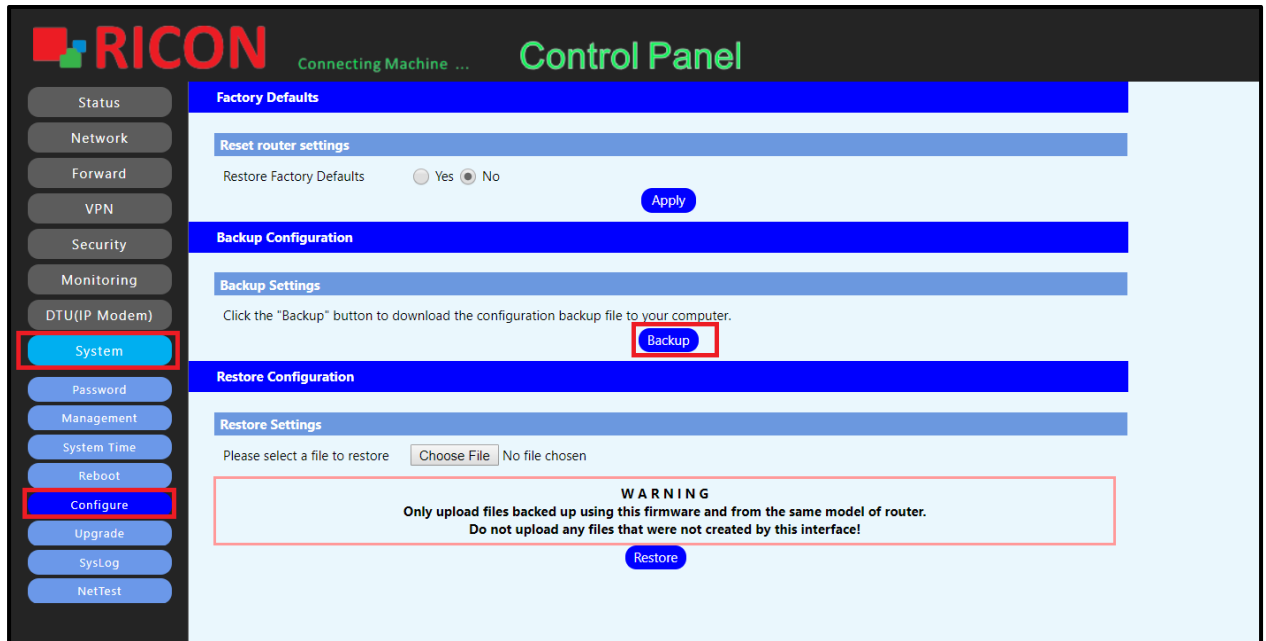 RICON
Connecting Machine ...
Control Panel
Status
Network
Forward
VPN
Security
Monitoring
DTU(IP Modem)
System
Password
Management
System Time
Reboot
Configure
Upgrade
SysLog
NetTest
Factory Defaults
Reset router settings
Restore Factory Defaults Yes No
Apply
Backup Configuration
Backup Settings
Click the "Backup" button to download the configuration backup file to your computer.
Backup
Restore Configuration
Restore Settings
Please select a file to restore Choose File No file chosen
W A R N I N G
Only upload files backed up using this firmware and from the same model of router.
Do not upload any files that were not created by this interface!
Restore